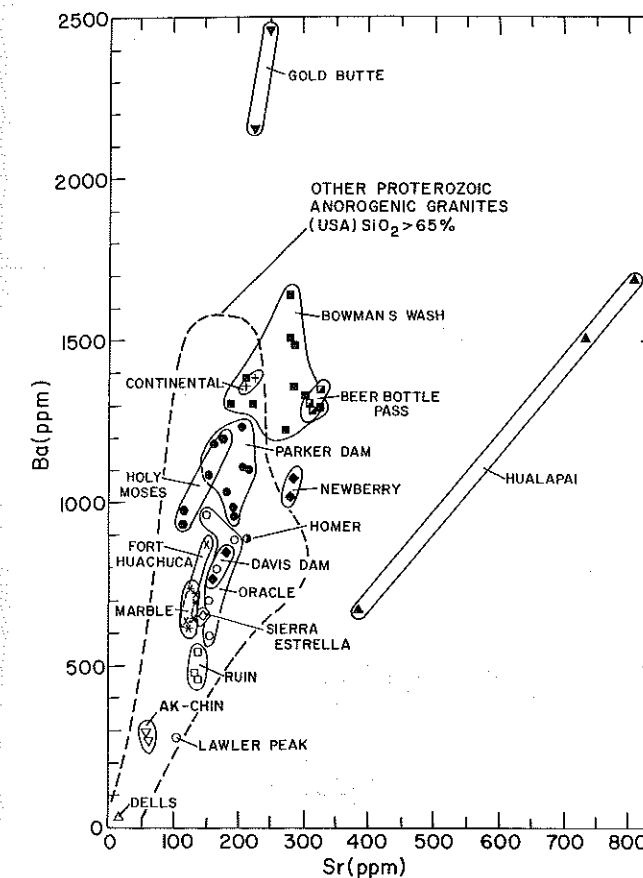 2500
GOLD BUTTE
2000
OTHER PROTEROZOIC
ANOROGENIC GRANITES
(USA) SiO2 > 65%
1500
BOWMAN S WASH
CONTINENTAL
BEER BOTTLE
PASS
Ba(ppm)
PARKER DAM
HOLY
MOSES
HUALAPAI
NEWBERRY
1000
HOMER
FORT
HUACHUCA
DAVIS DAM
ORACLE
MARBLE
SIERRA
ESTRELLA
500
RUIN
AK-CHIN
LAWLER PEAK
DELLS
0
0 100 200 300 400 500 600 700 800
Sr(ppm)